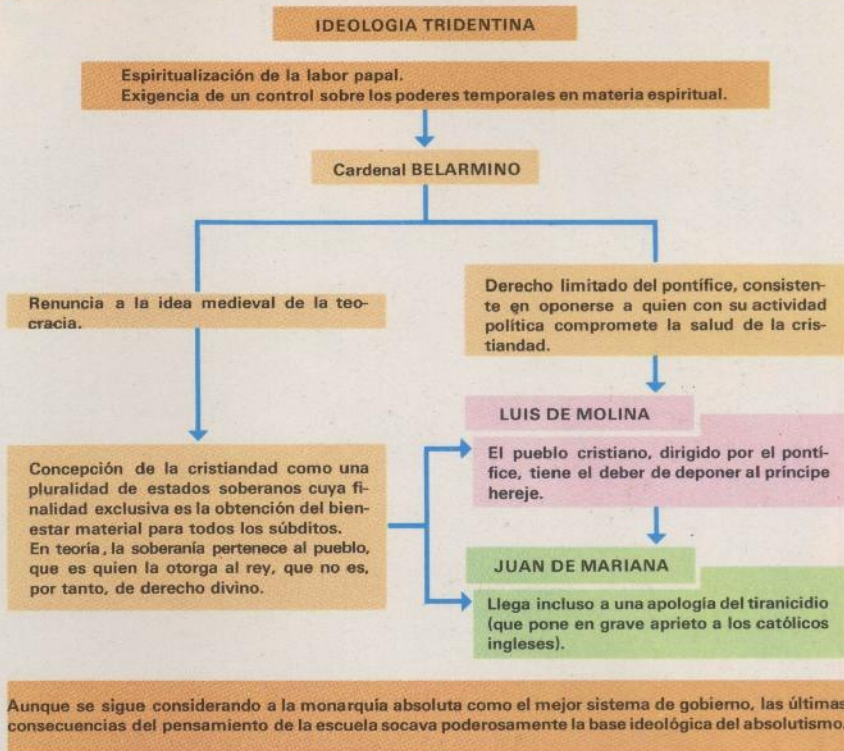 IDEOLOGIA TRIDENTINA
Espiritualización de la labor papal.
Exigencia de un control sobre los poderes temporales en materia espiritual.
Cardenal BELARMINO
Renuncia a la idea medieval de la teo-
cracia.
Derecho limitado del pontífice, consisten-
te en oponerse a quien con su actividad
política compromete la salud de la cris-
tiandad.
Concepción de la cristiandad como una
pluralidad de estados soberanos cuya fi-
nalidad exclusiva es la obtención del bien-
estar material para todos los súbditos.
En teoría, la soberanía pertenece al pueblo,
que es quien la otorga al rey, que no es,
por tanto, de derecho divino.
LUIS DE MOLINA
El pueblo cristiano, dirigido por el pontí-
fice, tiene el deber de deponer al príncipe
hereje.
JUAN DE MARIANA
Llega incluso a una apología del tiranicidio
(que pone en grave aprieto a los católicos
ingleses).
Aunque se sigue considerando a la monarquía absoluta como el mejor sistema de gobierno, las últimas
consecuencias del pensamiento de la escuela socava poderosamente la base ideológica del absolutismo.